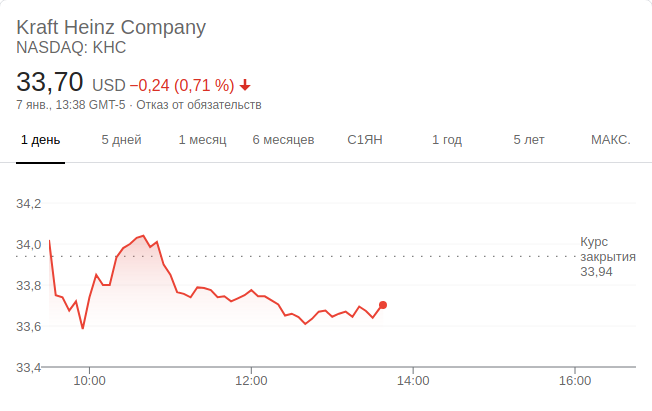 Kraft Heinz Company
NASDAQ: KHC
33,70 USD −0,24 (0,71 %)
7 янв., 13:38 GMT-5 · Отказ от обязательств
1 день 5 дней 1 месяц 6 месяцев С1ЯН 1 год 5 лет МАКС.
34,2
34,0
33,8
33,6
33,4
Курс
закрытия
33,94
10:00 12:00 14:00 16:00